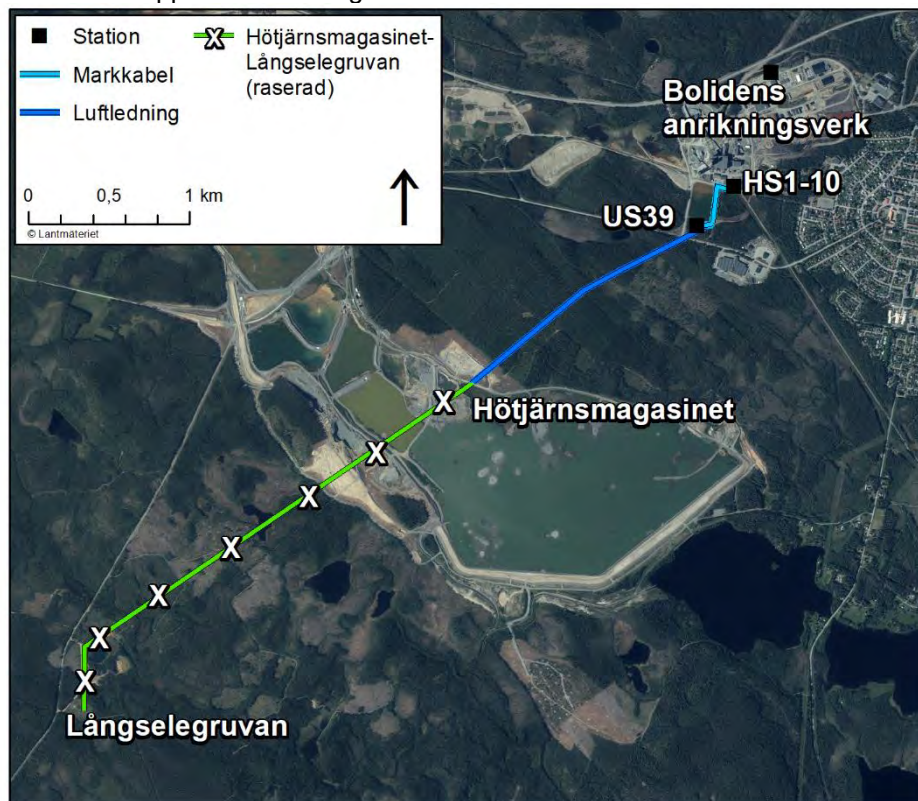 Station
Markkabel
Luftledning
X Hötjärnsmagasinet-
Långselegruvan
(raserad)
0 0,5 1 km
© Lantmäteriet
Bolidens
anrikningsverk
HS1-10
US39
X
Hötjärnsmagasinet
X
X
X
X
X
X
Långselegruvan